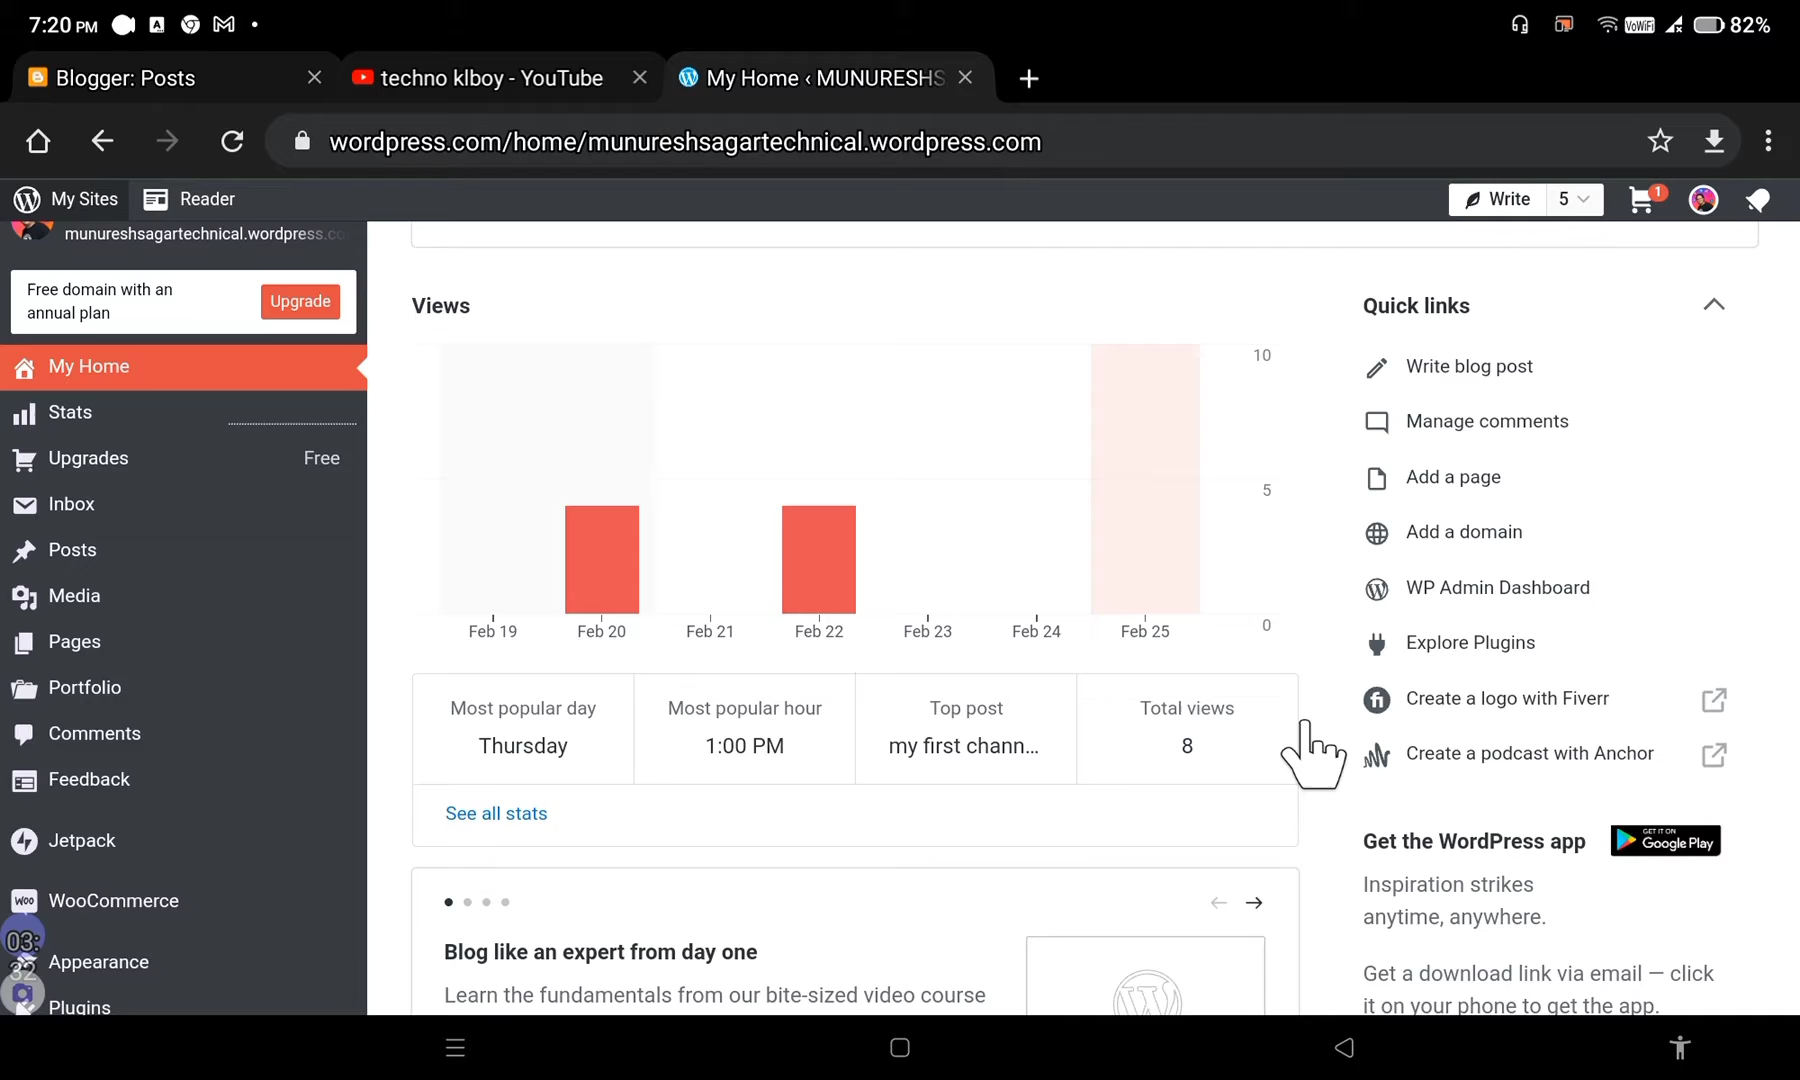 7:20 PM
VoWiFi
82%
Blogger: Posts
techno klboy - YouTube
My Home ‹ MUNURESHS
wordpress.com/home/munureshsagartechnical.wordpress.com
My Sites
Reader
Write
5
1
munureshsagartechnical.wordpress.co
Free domain with an
annual plan
Upgrade
My Home
Stats
Upgrades
Free
Inbox
Posts
Media
Pages
Portfolio
Comments
Feedback
Jetpack
WooCommerce
Appearance
Plugins
03:
32
Views
10
5
0
Feb 19
Feb 20
Feb 21
Feb 22
Feb 23
Feb 24
Feb 25
Most popular day
Thursday
Most popular hour
1:00 PM
Top post
my first chann...
Total views
8
See all stats
Blog like an expert from day one
Learn the fundamentals from our bite-sized video course
Quick links
Write blog post
Manage comments
Add a page
Add a domain
WP Admin Dashboard
Explore Plugins
Create a logo with Fiverr
Create a podcast with Anchor
Get the WordPress app
GET IT ON
Google Play
Inspiration strikes
anytime, anywhere.
Get a download link via email — click
it on your phone to get the app.